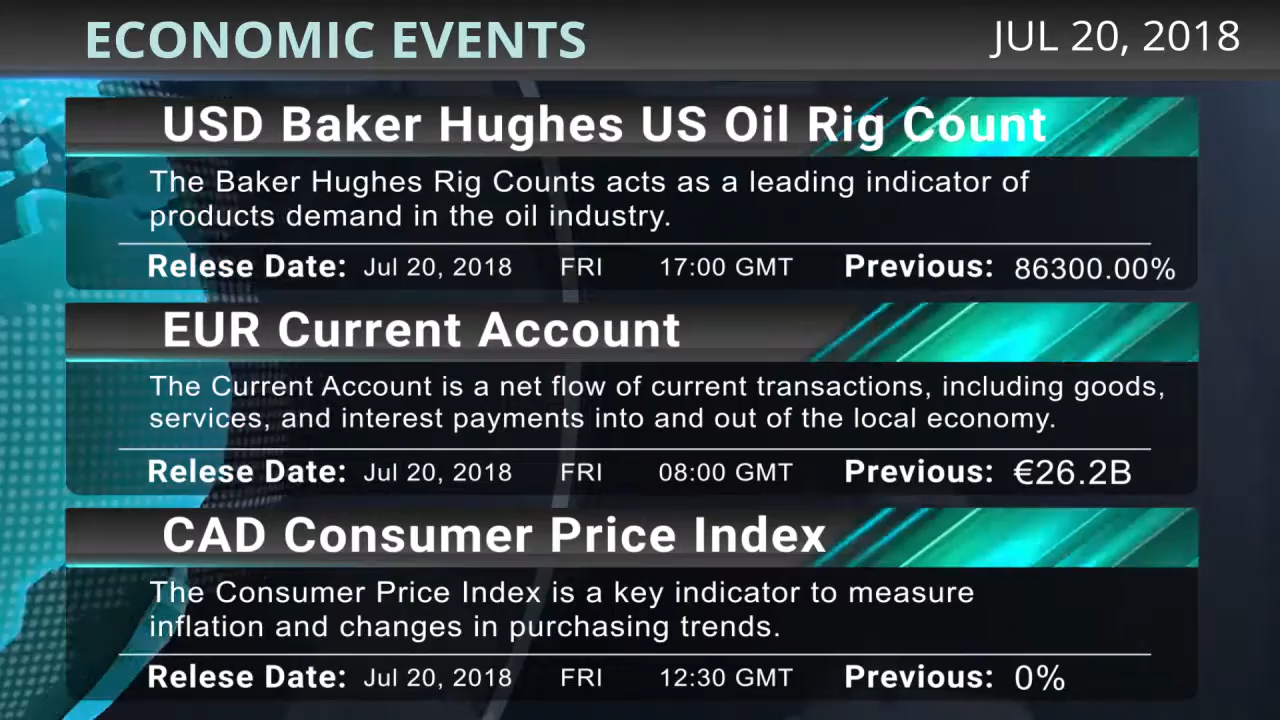 ECONOMIC EVENTS
JUL 20, 2018
USD Baker Hughes US Oil Rig Count
The Baker Hughes Rig Counts acts as a leading indicator of
products demand in the oil industry.
Relese Date: Jul 20, 2018 FRI 17:00 GMT Previous: 86300.00%
EUR Current Account
The Current Account is a net flow of current transactions, including goods,
services, and interest payments into and out of the local economy.
Relese Date: Jul 20, 2018 FRI 08:00 GMT Previous: €26.2B
CAD Consumer Price Index
The Consumer Price Index is a key indicator to measure
inflation and changes in purchasing trends.
Relese Date: Jul 20, 2018 FRI 12:30 GMT Previous: 0%